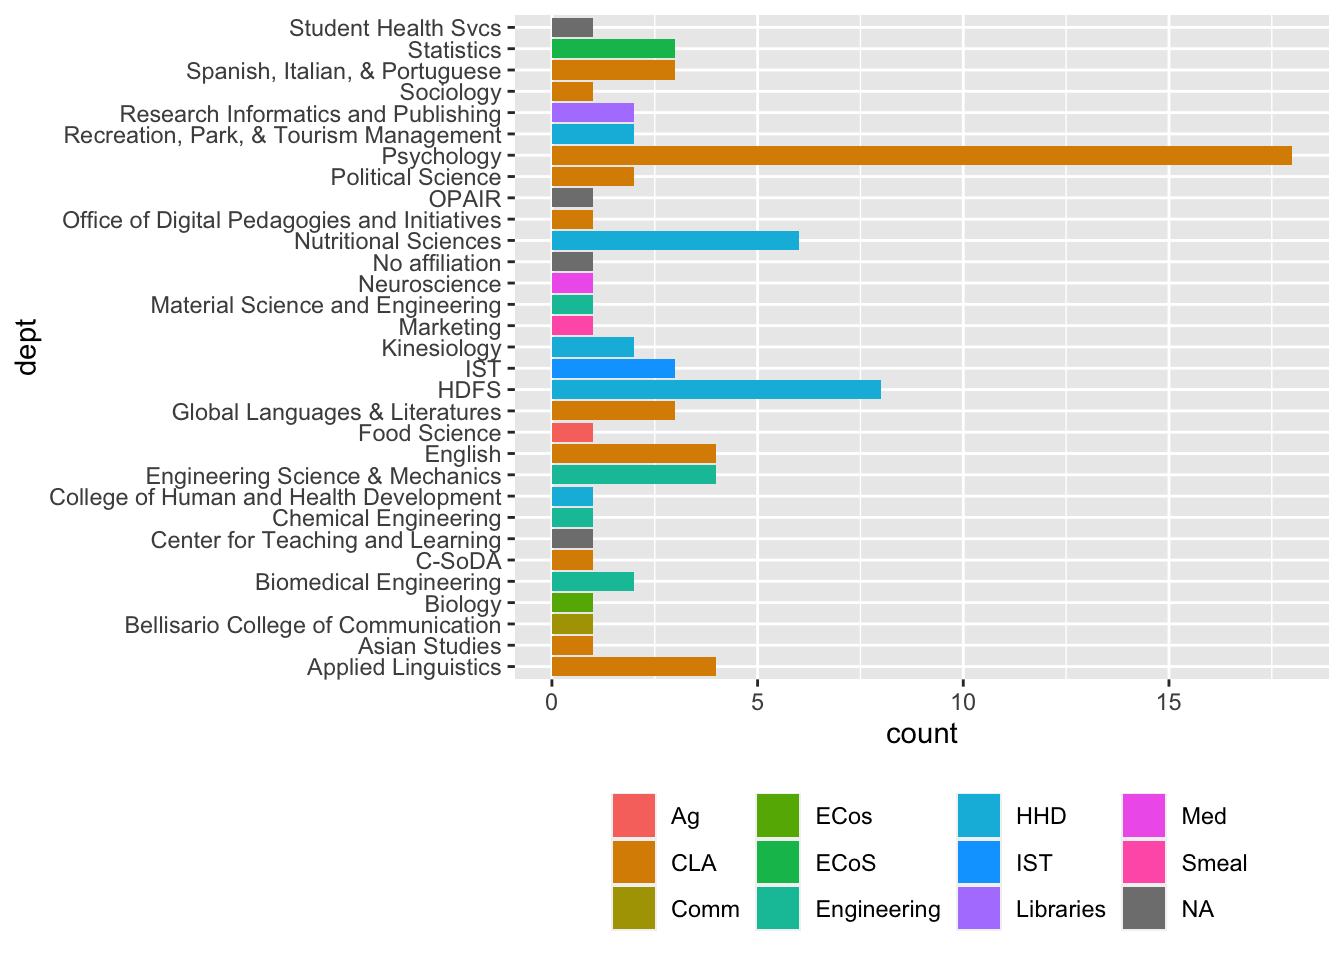 Student Health Svcs
Statistics
Spanish, Italian, & Portuguese
Sociology
Research Informatics and Publishing
Recreation, Park, & Tourism Management
Psychology
Political Science
OPAIR
Office of Digital Pedagogies and Initiatives
Nutritional Sciences
No affiliation
Neuroscience
Material Science and Engineering
Marketing
Kinesiology
IST
HDFS
Global Languages & Literatures
Food Science
English
Engineering Science & Mechanics
College of Human and Health Development
Chemical Engineering
Center for Teaching and Learning
C-SoDA
Biomedical Engineering
Biology
Bellisario College of Communication
Asian Studies
Applied Linguistics
dept
0 5 10 15
count
Ag ECos HHD Med
CLA ECoS IST Smeal
Comm Engineering Libraries NA